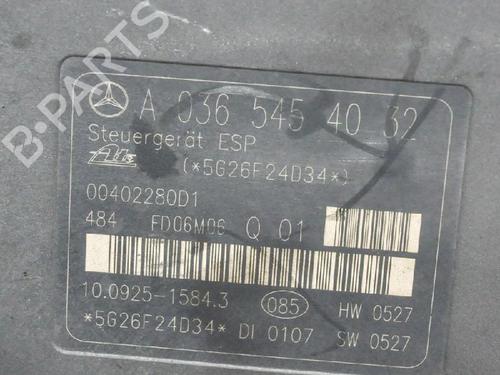 B-PARTS
A 036 545 40 32
Steuergerät ESP
Ate (*5G26F24D34*)
00402280D1
484 FD06M06 Q 01
10.0925-1584.3 085 HW 0527
*5G26F24D34* DI 0107 SW 0527